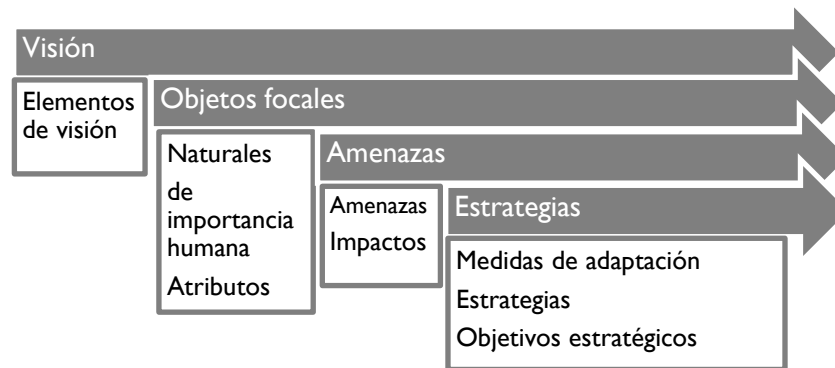 Visión
Elementos
de visión
Objetos focales
Naturales
de
importancia
humana
Atributos
Amenazas
Amenazas
Impactos
Estrategias
Medidas de adaptación
Estrategias
Objetivos estratégicos